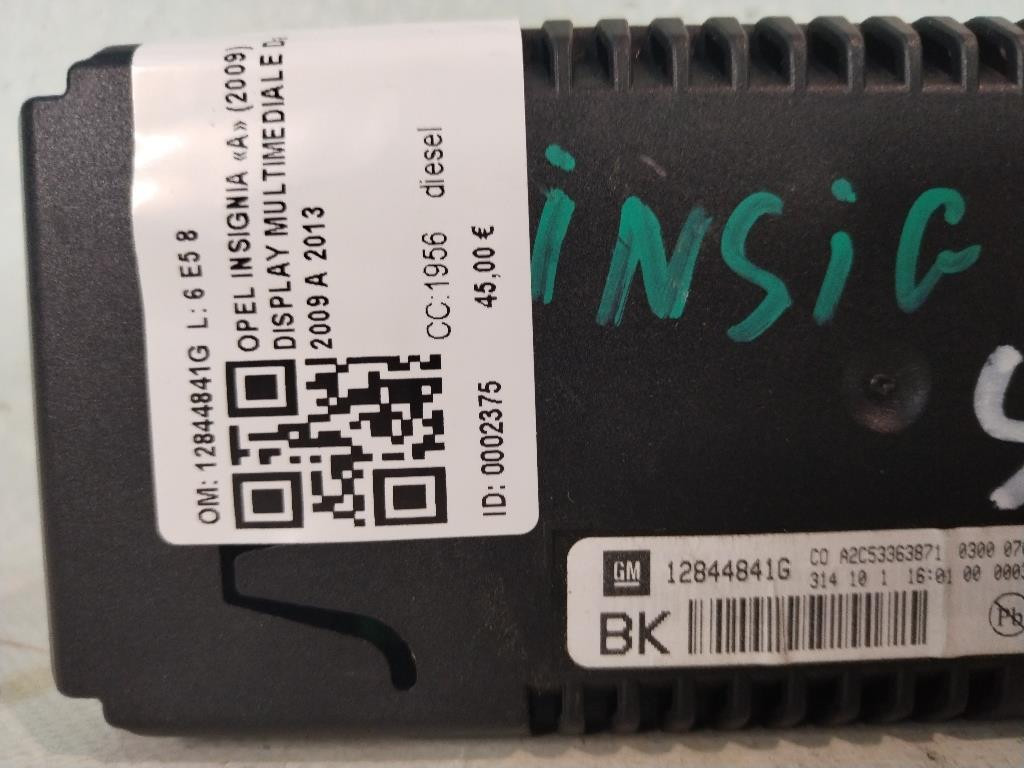 OM: 12844841G L: 6 E5 8
OPEL INSIGNIA «A» (2009)
DISPLAY MULTIMEDIALE
2009 A 2013
CC:1956 diesel
ID: 0002375 45,00 €
iNSiG
GM 12844841G CO A2C53363871 0300
314 10 1 16:01 00
BK
Pb